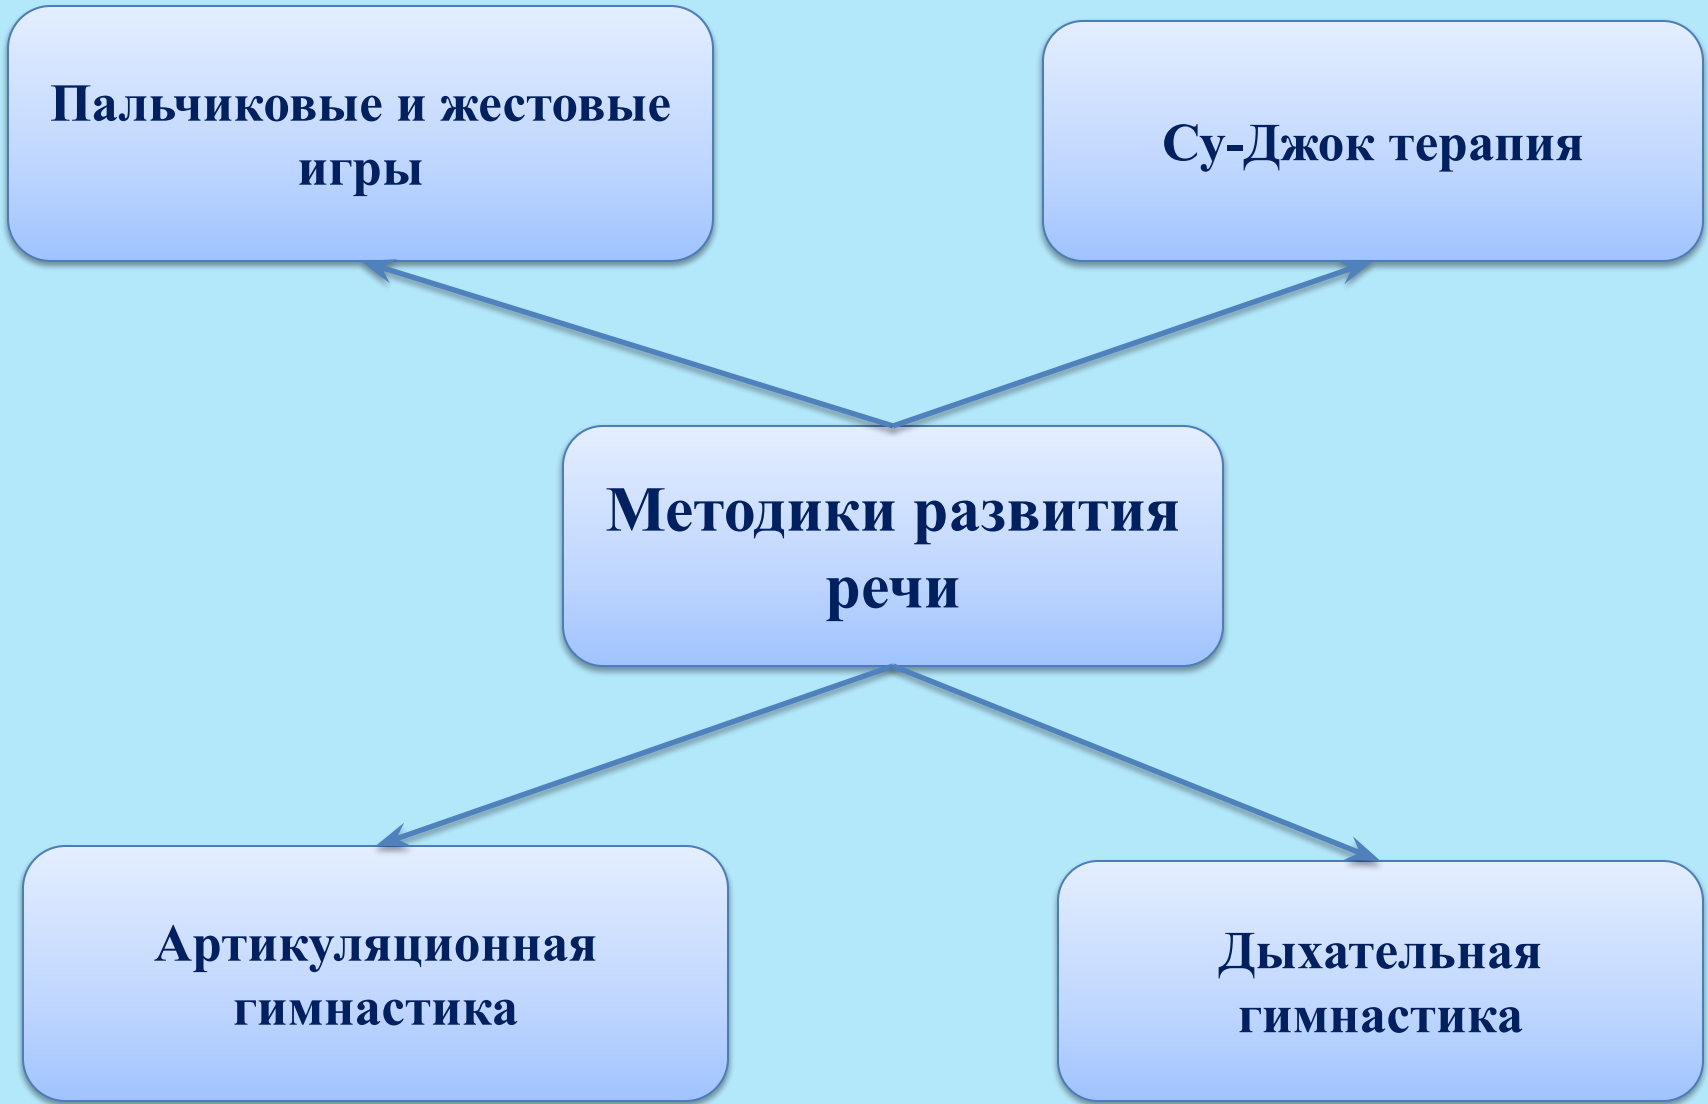 Пальчиковые и жестовые
игры
Су-Джок терапия
Методики развития
речи
Артикуляционная
гимнастика
Дыхательная
гимнастика